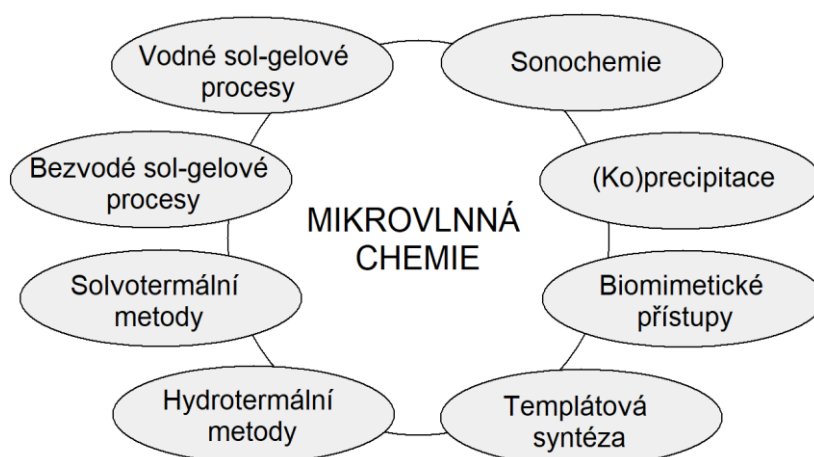 Vodné sol-gelové
procesy
Sonochemie
Bezvodé sol-gelové
procesy
(Ko)precipitace
MIKROVLNNÁ
CHEMIE
Solvotermální
metody
Biomimetické
přístupy
Hydrotermální
metody
Templátová
syntéza